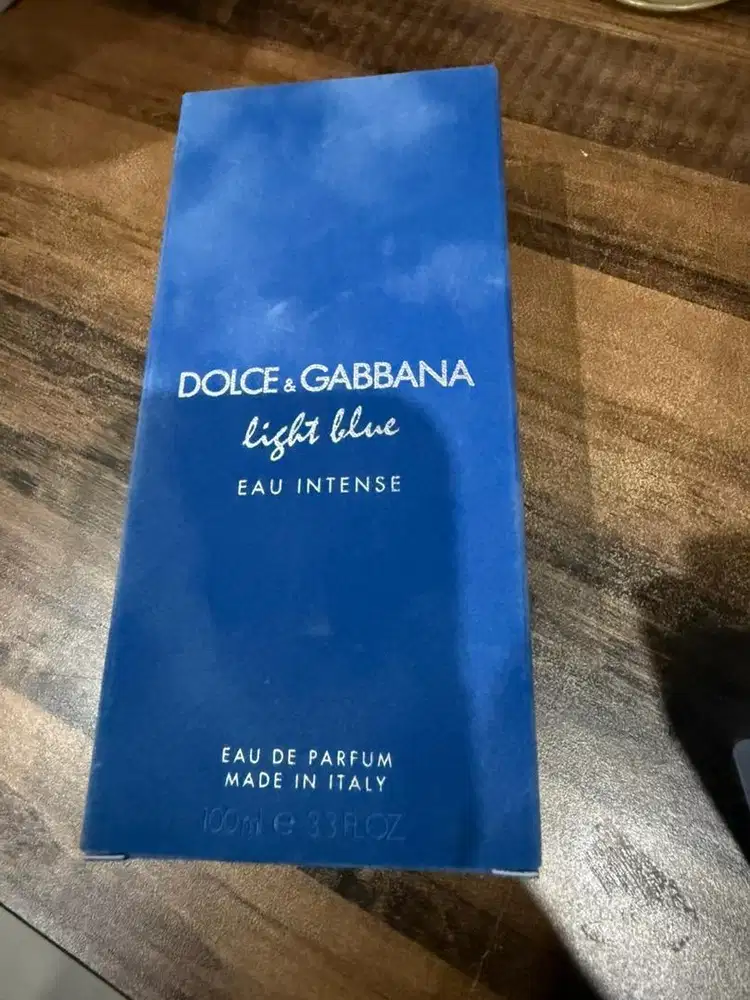 DOLCE & GABBANA
light blue
EAU INTENSE
EAU DE PARFUM
MADE IN ITALY
100ml e 3.3 FL.OZ